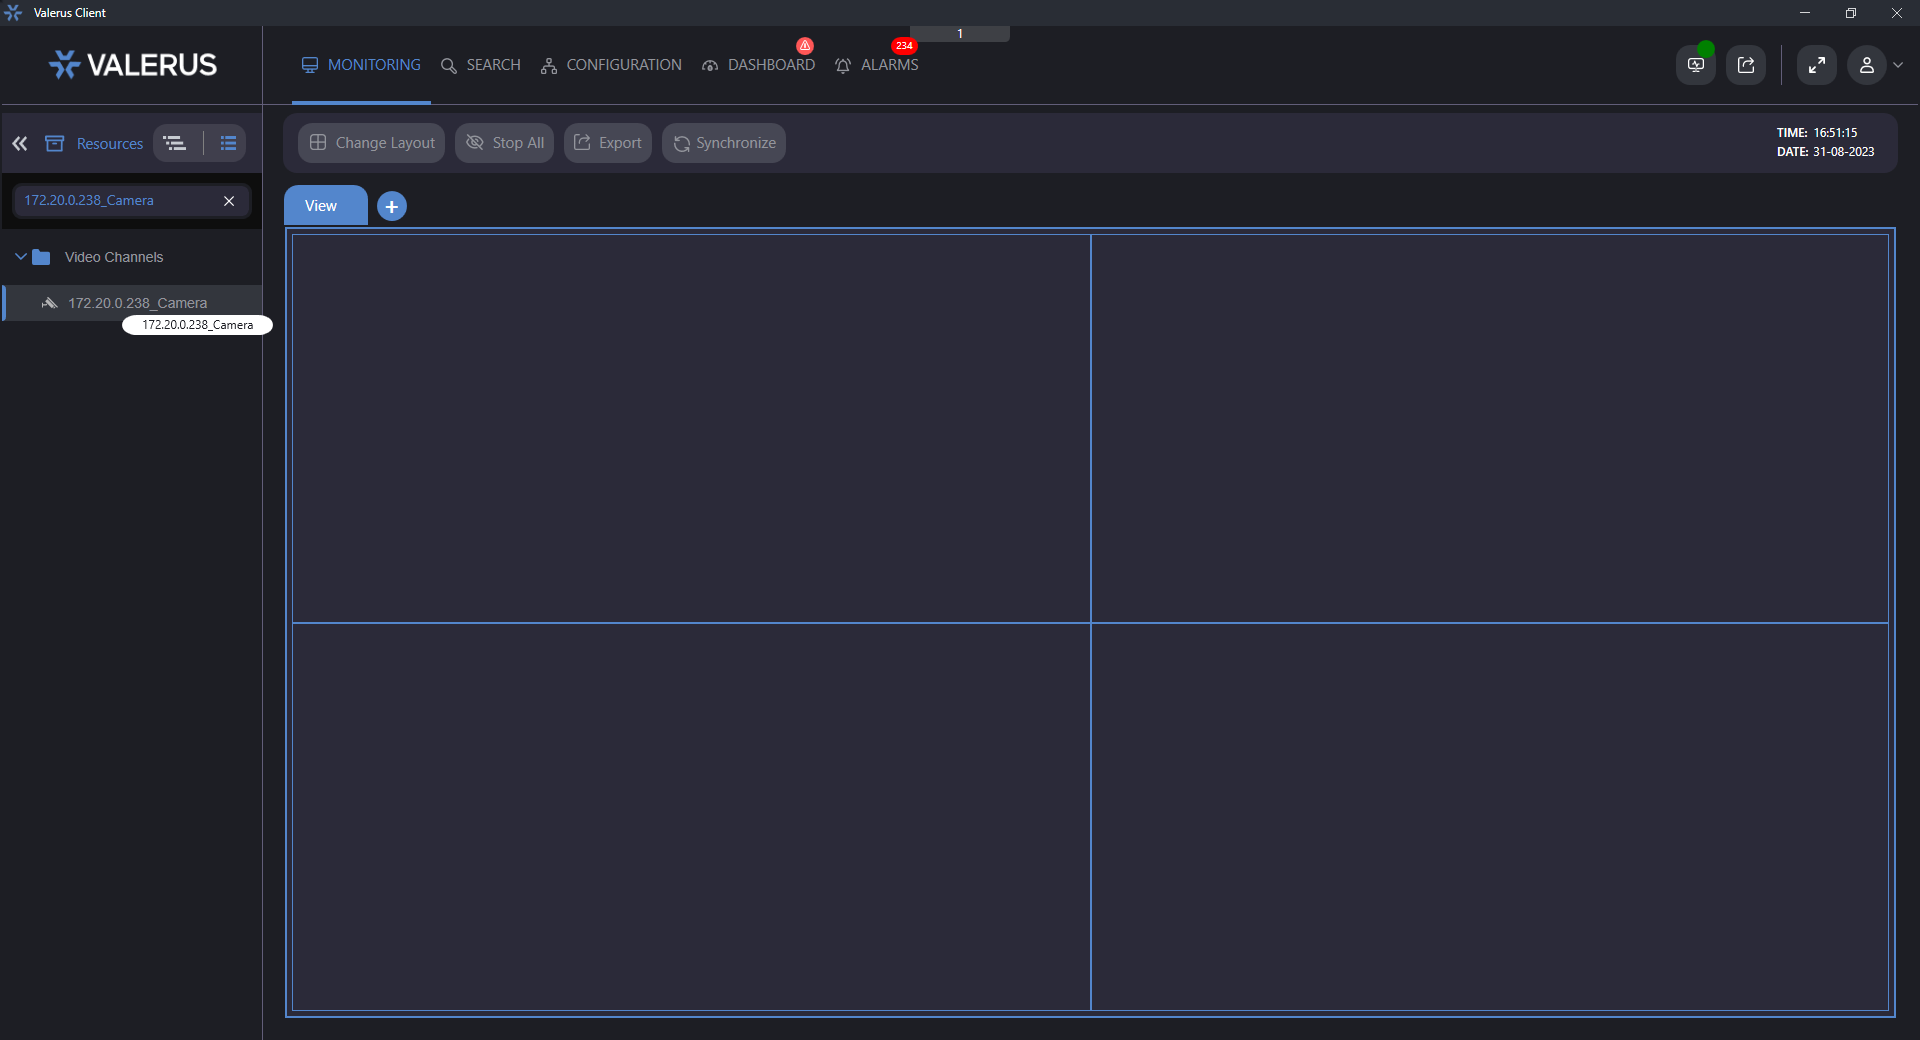 Valerus Client
1
VALERUS
MONITORING
SEARCH
CONFIGURATION
DASHBOARD
234
ALARMS
Resources
Change Layout
Stop All
Export
Synchronize
TIME: 16:51:15
DATE: 31-08-2023
172.20.0.238_Camera
View
Video Channels
172.20.0.238_Camera
172.20.0.238_Camera